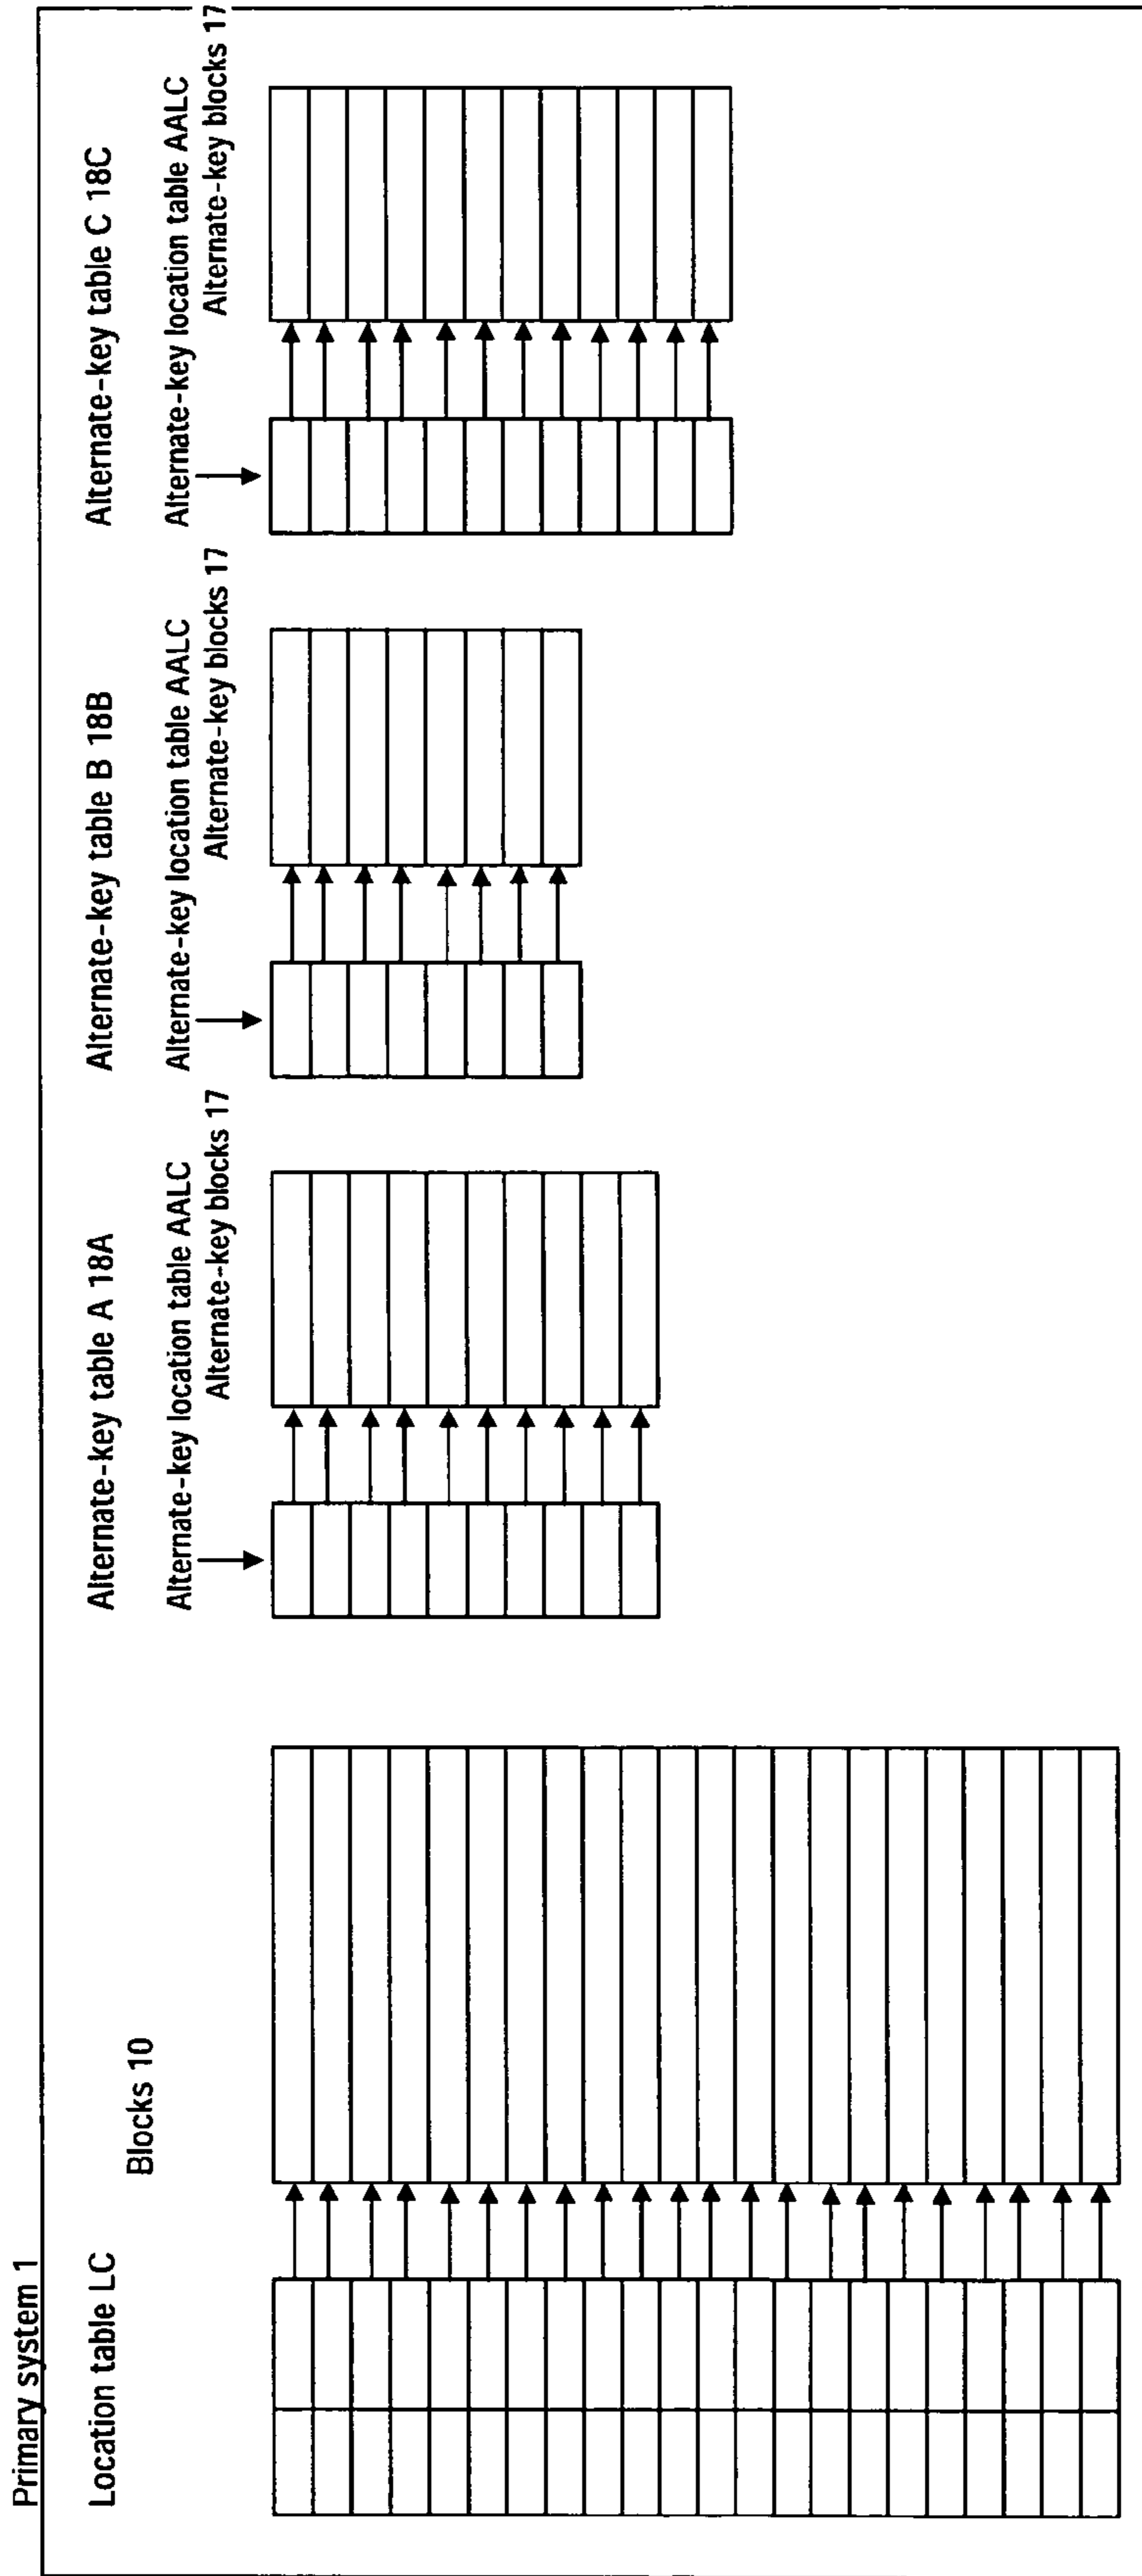 Primary system 1
Location table LC
Blocks 10
Alternate-key table A 18A
Alternate-key location table AALC
Alternate-key blocks 17
Alternate-key table B 18B
Alternate-key location table AALC
Alternate-key blocks 17
Alternate-key table C 18C
Alternate-key location table AALC
Alternate-key blocks 17